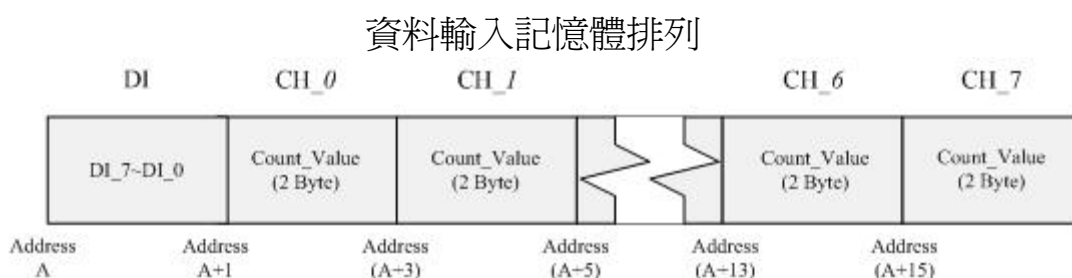 資料輸入記憶體排列
DI CH_0 CH_1 CH_6 CH_7
DI_7~DI_0
Count_Value
(2 Byte)
Count_Value
(2 Byte)
Count_Value
(2 Byte)
Count_Value
(2 Byte)
Address
A
Address
A+1
Address
(A+3)
Address
(A+5)
Address
(A+13)
Address
(A+15)